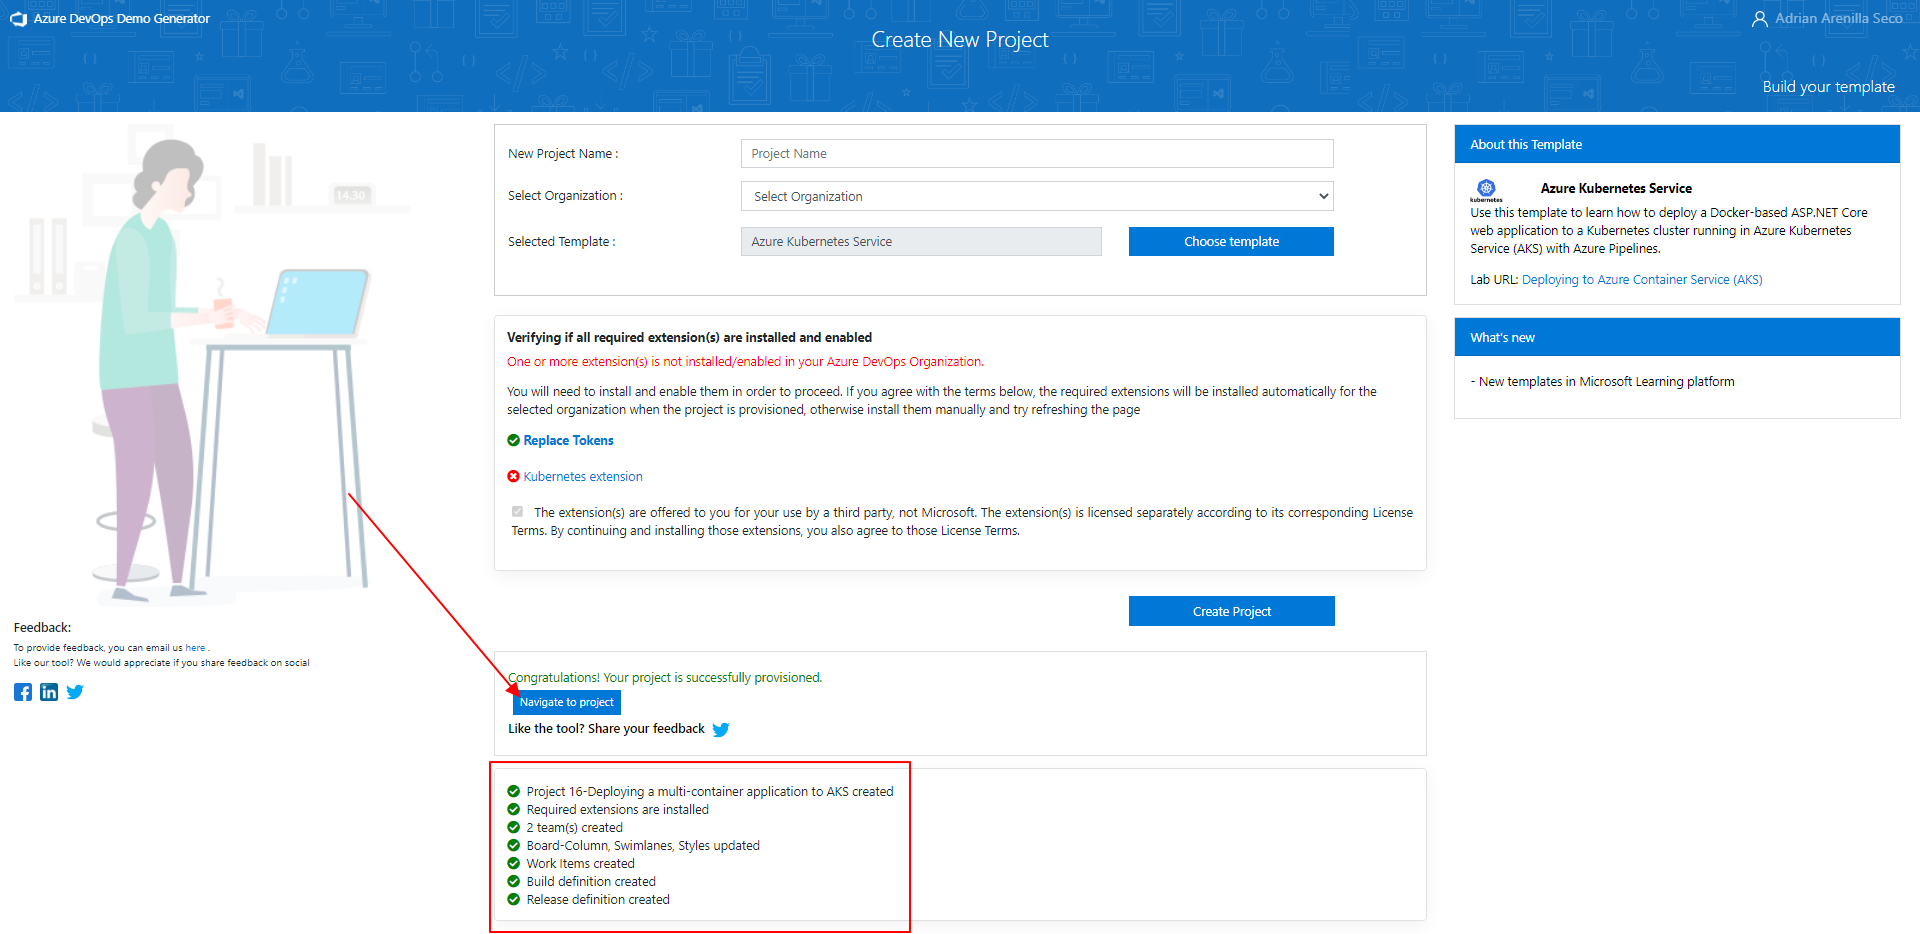 Azure DevOps Demo Generator
Adrian Arenilla Seco
Create New Project
Build your template
14.30
New Project Name :
Project Name
Select Organization :
Select Organization
Selected Template :
Azure Kubernetes Service
Choose template
Verifying if all required extension(s) are installed and enabled
One or more extension(s) is not installed/enabled in your Azure DevOps Organization.
You will need to install and enable them in order to proceed. If you agree with the terms below, the required extensions will be installed automatically for the
selected organization when the project is provisioned, otherwise install them manually and try refreshing the page
Replace Tokens
Kubernetes extension
The extension(s) are offered to you for your use by a third party, not Microsoft. The extension(s) is licensed separately according to its corresponding License
Terms. By continuing and installing those extensions, you also agree to those License Terms.
Create Project
Congratulations! Your project is successfully provisioned.
Navigate to project
Like the tool? Share your feedback
Project 16-Deploying a multi-container application to AKS created
Required extensions are installed
2 team(s) created
Board-Column, Swimlanes, Styles updated
Work Items created
Build definition created
Release definition created
About this Template
kubernetes
Azure Kubernetes Service
Use this template to learn how to deploy a Docker-based ASP.NET Core
web application to a Kubernetes cluster running in Azure Kubernetes
Service (AKS) with Azure Pipelines.
Lab URL: Deploying to Azure Container Service (AKS)
What's new
- New templates in Microsoft Learning platform
Feedback:
To provide feedback, you can email us here .
Like our tool? We would appreciate if you share feedback on social